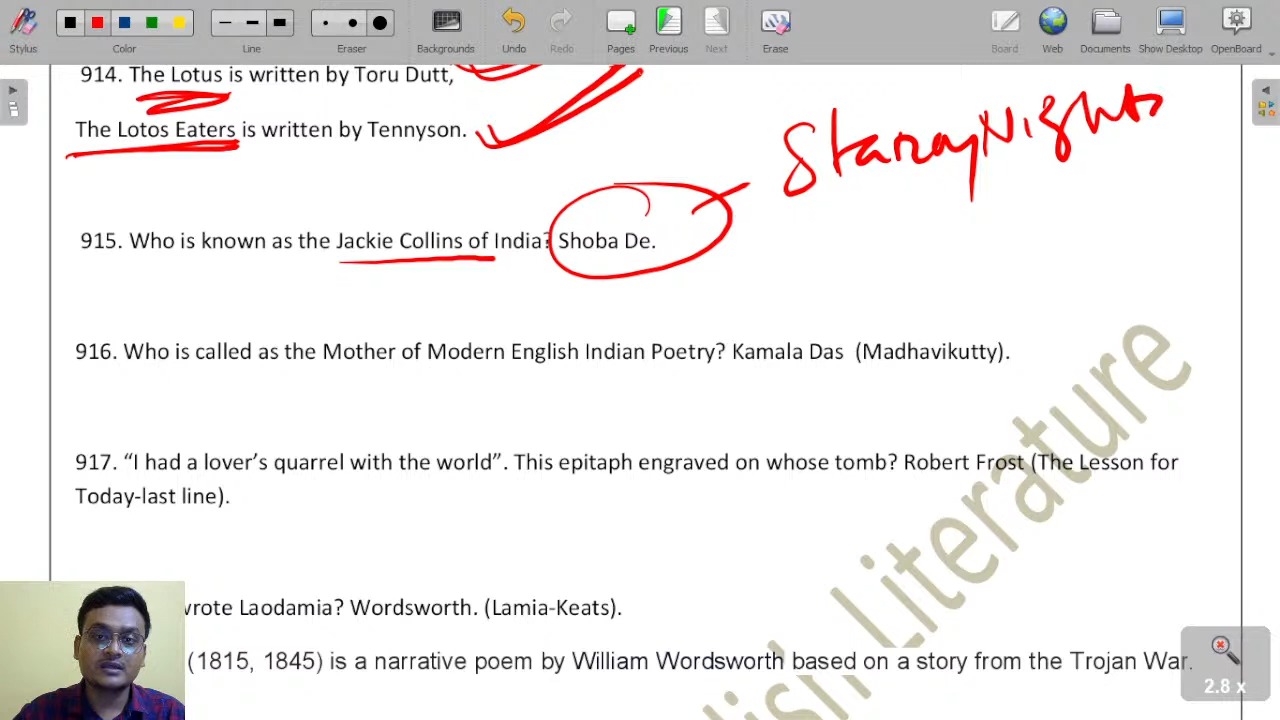 Stylus
Color
Line
Eraser
Backgrounds
Undo
Redo
Pages
Previous
Next
Erase
Board
Web
Documents
Show Desktop
OpenBoard
914. The Lotus is written by Toru Dutt,
The Lotos Eaters is written by Tennyson.
StarayNights
915. Who is known as the Jackie Collins of India? Shoba De.
916. Who is called as the Mother of Modern English Indian Poetry? Kamala Das (Madhavikutty).
917. “I had a lover’s quarrel with the world”. This epitaph engraved on whose tomb? Robert Frost (The Lesson for
Today-last line).
wrote Laodamia? Wordsworth. (Lamia-Keats).
(1815, 1845) is a narrative poem by William Wordsworth based on a story from the Trojan War.
English Literature
2.8 x